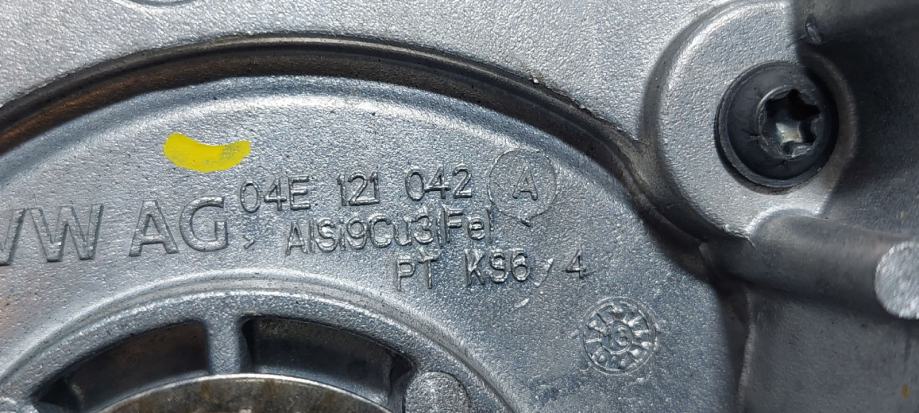 VW AG
04E 121 042 A
AlSi9Cu3(Fe)
PT K96 / 4